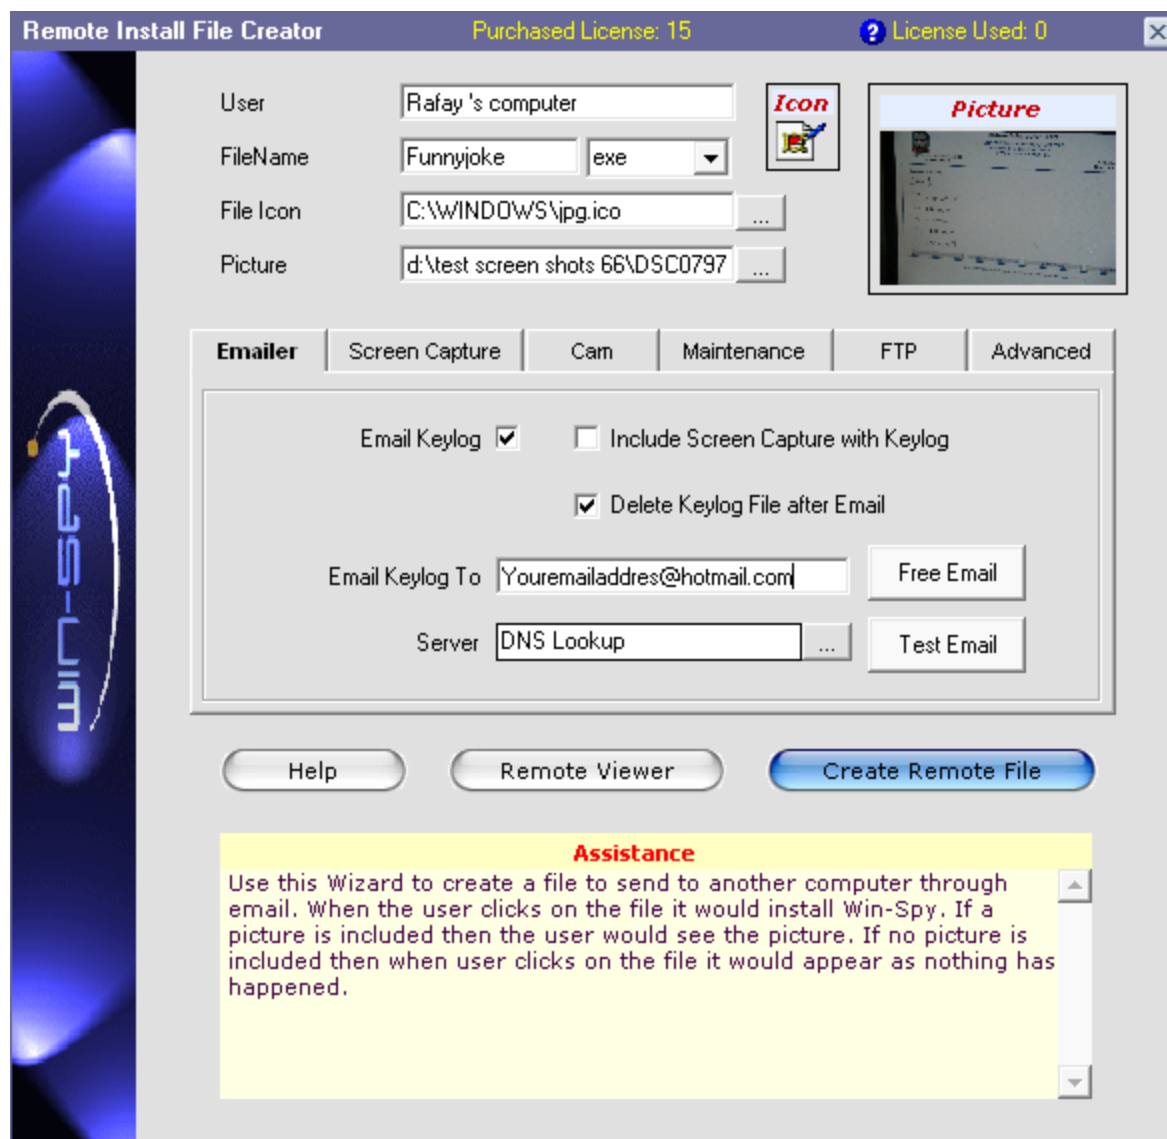 Remote Install File Creator Purchased License: 15 ? License Used: 0
User Rafay 's computer
Icon
Picture
FileName Funnyjoke exe
File Icon C:\WINDOWS\jpg.ico ...
Picture d:\test screen shots 66\DSC0797 ...
Emailer Screen Capture Cam Maintenance FTP Advanced
Email Keylog Include Screen Capture with Keylog
Delete Keylog File after Email
Email Keylog To Youremailaddres@hotmail.com Free Email
Server DNS Lookup ... Test Email
WIN-SPY
Help Remote Viewer Create Remote File
Assistance
Use this Wizard to create a file to send to another computer through
email. When the user clicks on the file it would install Win-Spy. If a
picture is included then the user would see the picture. If no picture is
included then when user clicks on the file it would appear as nothing has
happened.